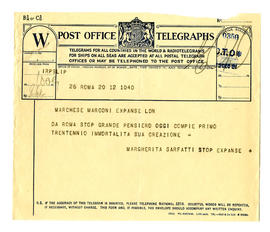 POST OFFICE TELEGRAPHS
TELEGRAMS FOR ALL COUNTRIES IN THE WORLD & RADIOTELEGRAMS
FOR SHIPS ON ALL SEAS ARE ACCEPTED AT ALL POSTAL TELEGRAPH
OFFICES OR MAY BE TELEPHONED TO THE POST OFFICE.
W
26 ROMA 20 12 1240
MARCHESE MARCONI EXPANSE LDN
DA ROMA STOP GRANDE PENSIERO OGGI COMPIE PRIMO
TRENTENNIO IMMORTALITA SUA CREAZIONE -
MARGHERITA SARFATTI STOP EXPANSE +